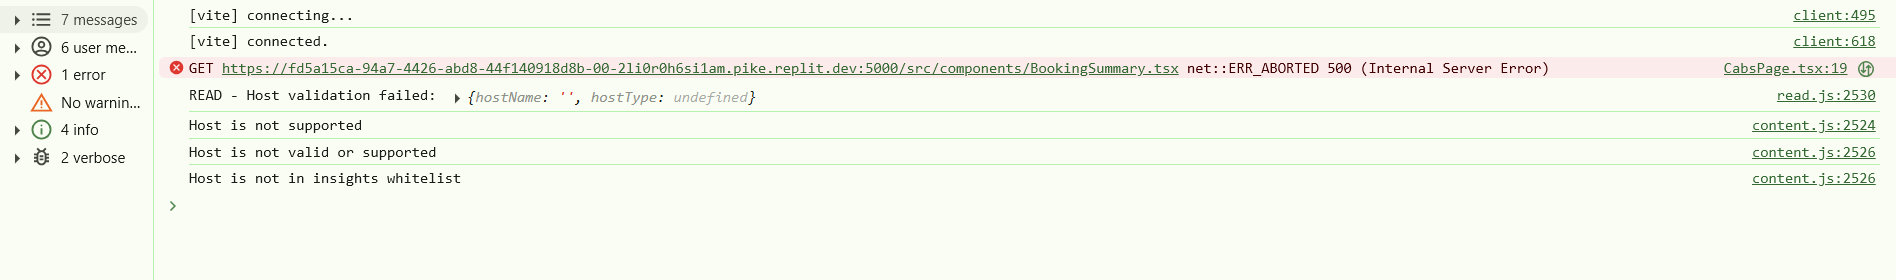 7 messages
6 user me...
1 error
No warnin...
4 info
2 verbose
[vite] connecting... client:495
[vite] connected. client:618
GET https://fd5a15ca-94a7-4426-abd8-44f140918d8b-00-2li0r0h6si1am.pike.replit.dev:5000/src/components/BookingSummary.tsx net::ERR_ABORTED 500 (Internal Server Error) CabsPage.tsx:19
READ - Host validation failed: {hostName: '', hostType: undefined} read.js:2530
Host is not supported content.js:2524
Host is not valid or supported content.js:2526
Host is not in insights whitelist content.js:2526